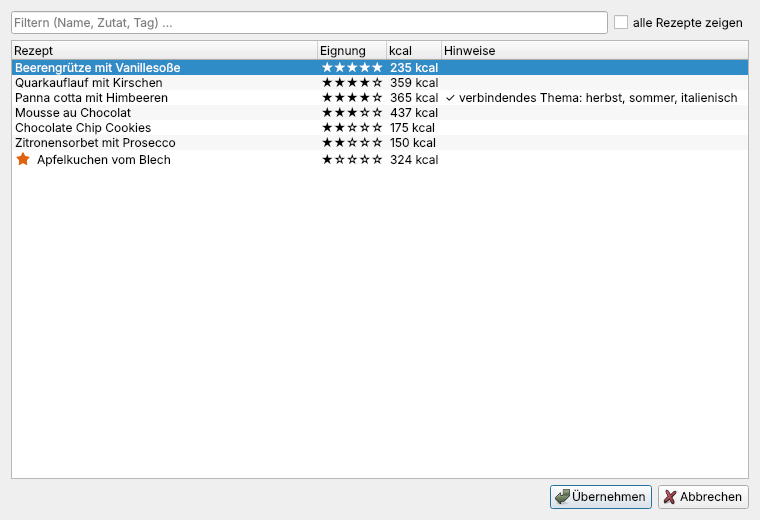 Filtern (Name, Zutat, Tag) ... alle Rezepte zeigen
Rezept Eignung kcal Hinweise
Beerengrütze mit Vanillesoße ★★★★★ 235 kcal
Quarkauflauf mit Kirschen ★★★★☆ 359 kcal
Panna cotta mit Himbeeren ★★★★☆ 365 kcal ✓ verbindendes Thema: herbst, sommer, italienisch
Mousse au Chocolat ★★★☆☆ 437 kcal
Chocolate Chip Cookies ★★☆☆☆ 175 kcal
Zitronensorbet mit Prosecco ★★☆☆☆ 150 kcal
Apfelkuchen vom Blech ★☆☆☆☆ 324 kcal
Übernehmen Abbrechen